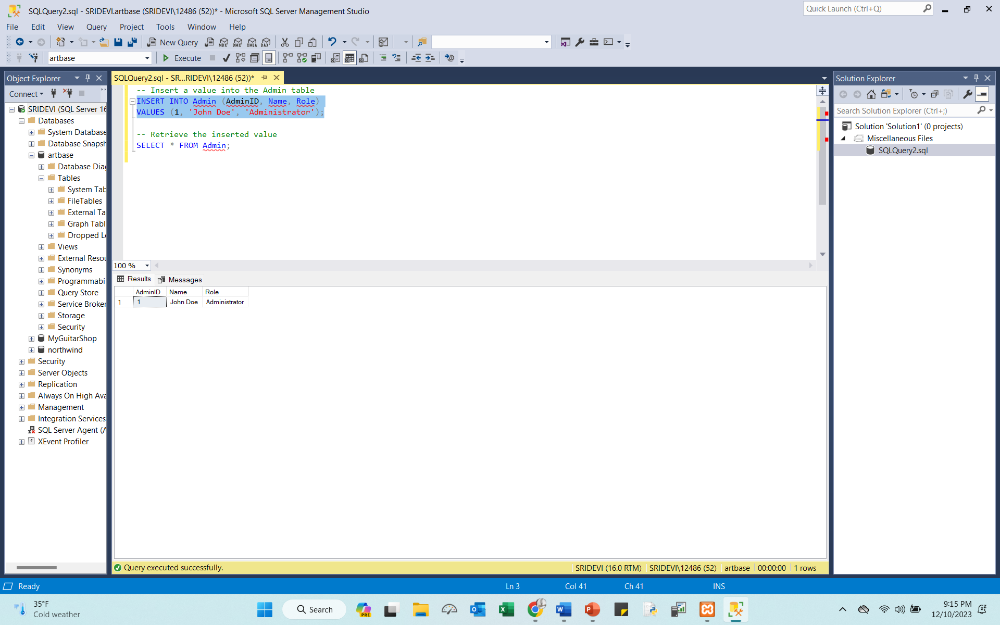 SQLQuery2.sql - SRIDEVI.artbase (SRIDEVI\12486 (52))* - Microsoft SQL Server Management Studio
Quick Launch (Ctrl+Q)
File Edit View Query Project Tools Window Help
New Query
MDX DMX XMLA DAX
artbase
Execute
Object Explorer
Connect
SRIDEVI (SQL Server 16
Databases
System Database
Database Snapsh
artbase
Database Dia
Tables
System Tab
FileTables
External Ta
Graph Tabl
Dropped L
Views
External Resou
Synonyms
Programmabi
Query Store
Service Broker
Storage
Security
MyGuitarShop
northwind
Security
Server Objects
Replication
Always On High Ava
Management
Integration Services
SQL Server Agent (A
XEvent Profiler
SQLQuery2.sql - SR...RIDEVI\12486 (52))*
-- Insert a value into the Admin table
INSERT INTO Admin (AdminID, Name, Role)
VALUES (1, 'John Doe', 'Administrator');
-- Retrieve the inserted value
SELECT * FROM Admin;
100 %
Results Messages
AdminID Name Role
1 1 John Doe Administrator
Query executed successfully.
SRIDEVI (16.0 RTM) SRIDEVI\12486 (52) artbase 00:00:00 1 rows
Solution Explorer
Search Solution Explorer (Ctrl+;)
Solution 'Solution1' (0 projects)
Miscellaneous Files
SQLQuery2.sql
Ready
Ln 3 Col 41 Ch 41 INS
35°F
Cold weather
Search
PRE
9:15 PM
12/10/2023